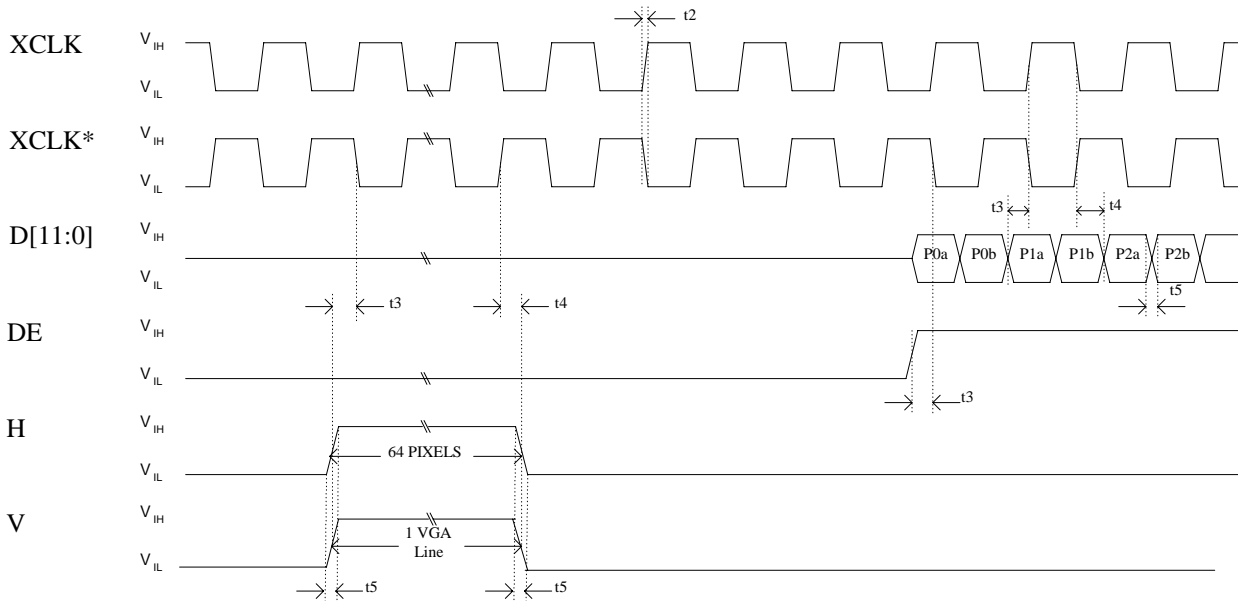 t2
XCLK
V IH
V IL
XCLK*
V IH
V IL
t3
t4
D[11:0]
V IH
V IL
P0a P0b P1a P1b P2a P2b
t5
t3
t4
DE
V IH
V IL
t3
H
V IH
V IL
64 PIXELS
V
V IH
V IL
1 VGA
Line
t5
t5